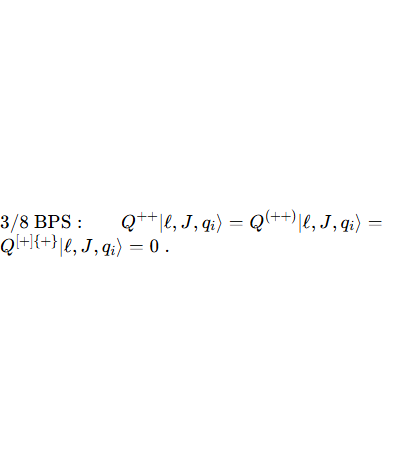 3/8 BPS :  Q^{++}|ℓ, J, q_i⟩ = Q^{(++)}|ℓ, J, q_i⟩ =
Q^{[+]{+}}|ℓ, J, q_i⟩ = 0 .